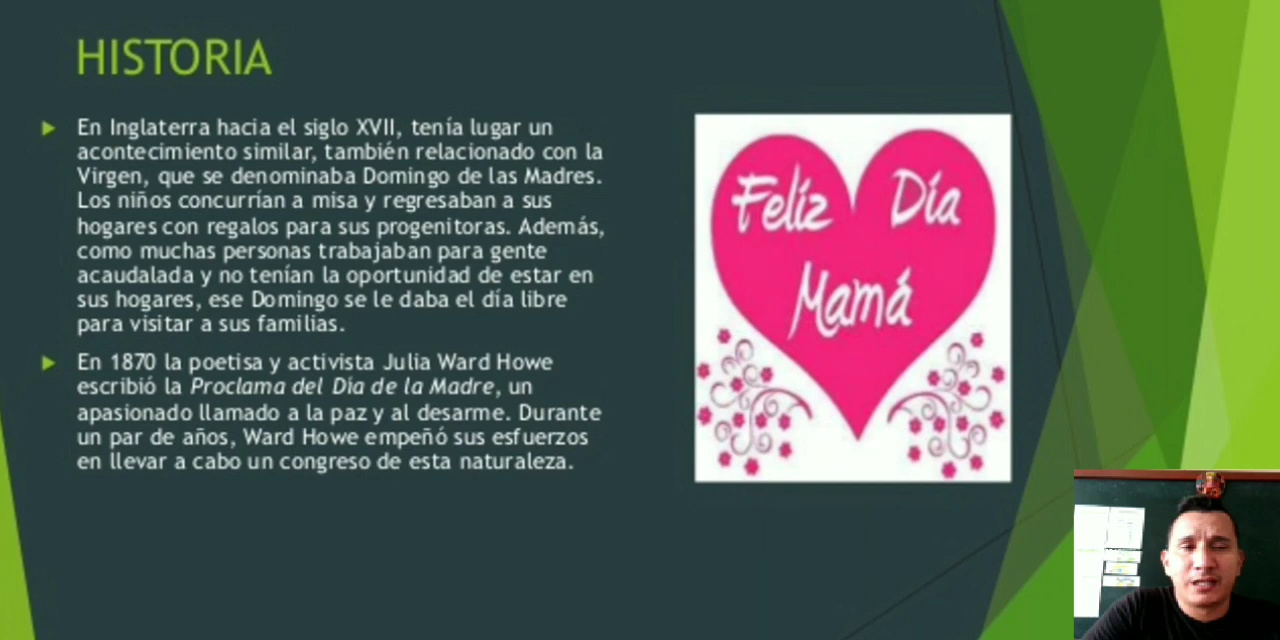 HISTORIA
En Inglaterra hacia el siglo XVII, tenía lugar un
acontecimiento similar, también relacionado con la
Virgen, que se denominaba Domingo de las Madres.
Los niños concurrían a misa y regresaban a sus
hogares con regalos para sus progenitoras. Además,
como muchas personas trabajaban para gente
acaudalada y no tenían la oportunidad de estar en
sus hogares, ese Domingo se le daba el día libre
para visitar a sus familias.
En 1870 la poetisa y activista Julia Ward Howe
escribió la Proclama del Día de la Madre, un
apasionado llamado a la paz y al desarme. Durante
un par de años, Ward Howe empeñó sus esfuerzos
en llevar a cabo un congreso de esta naturaleza.
Felíz Día
Mamá